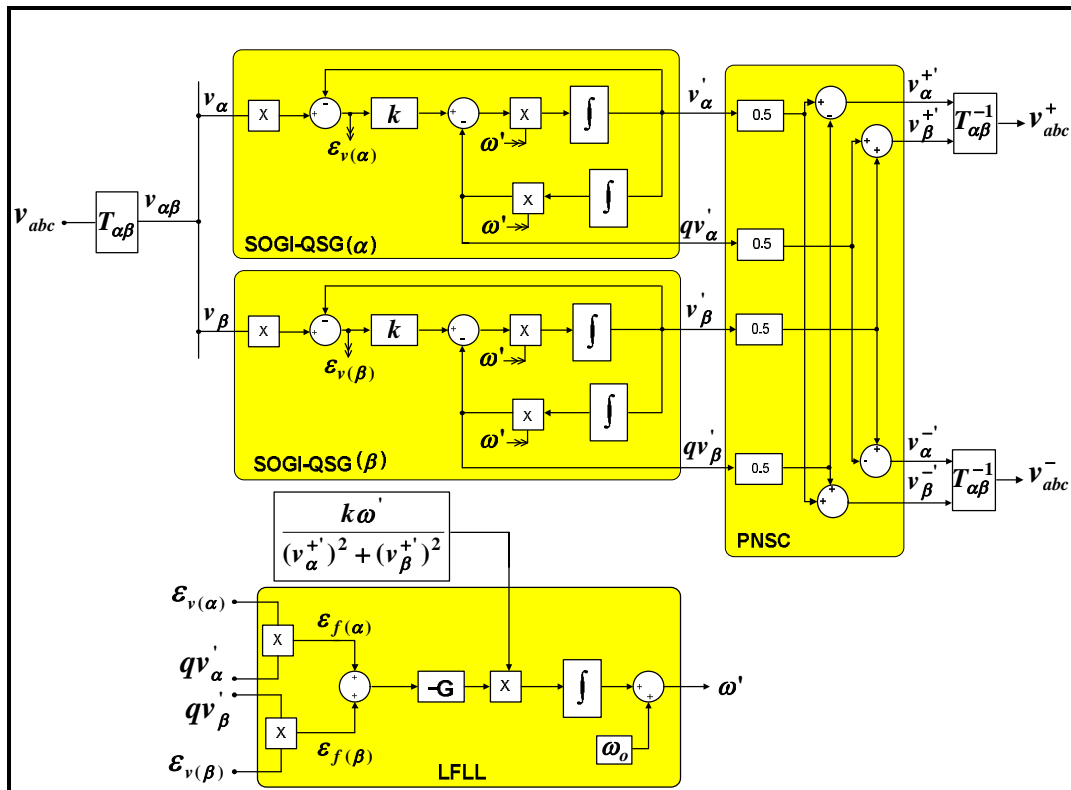 v_α X + - k + - X ∫ v'_α
ε_v(α) ω'
X ∫
ω'
SOGI-QSG(α) qv'_α
v_abc T_αβ v_αβ
v_β X + - k + - X ∫ v'_β
ε_v(β) ω'
X ∫
ω'
SOGI-QSG(β) qv'_β
0.5 + - v_α^+' T_αβ^-1 v_abc^+
+ + v_β^+'
0.5
0.5
0.5 - + v_α^-' T_αβ^-1 v_abc^-
+ + v_β^-'
PNSC
kω'
(v_α^+')^2 + (v_β^+')^2
ε_v(α) X ε_f(α)
qv'_α
+ + -G X ∫ + + ω'
qv'_β
X ε_f(β) ω_o
ε_v(β)
LFLL